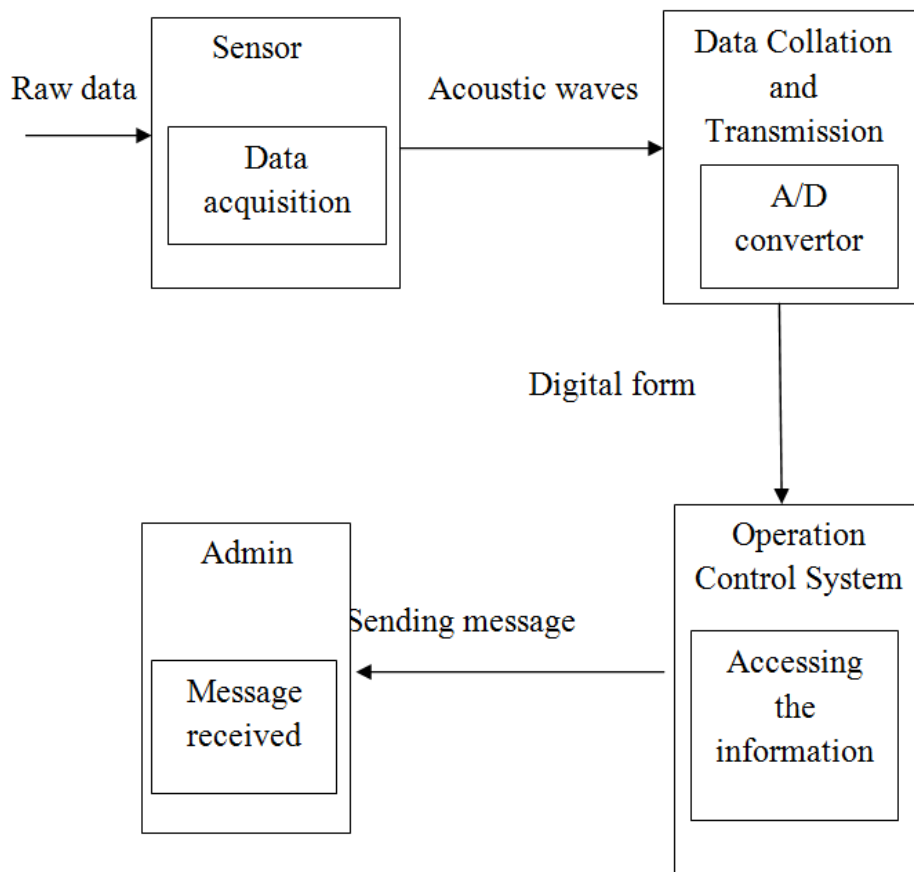 Raw data
Sensor
Data
acquisition
Acoustic waves
Data Collation
and
Transmission
A/D
convertor
Digital form
Operation
Control System
Accessing
the
information
Sending message
Admin
Message
received